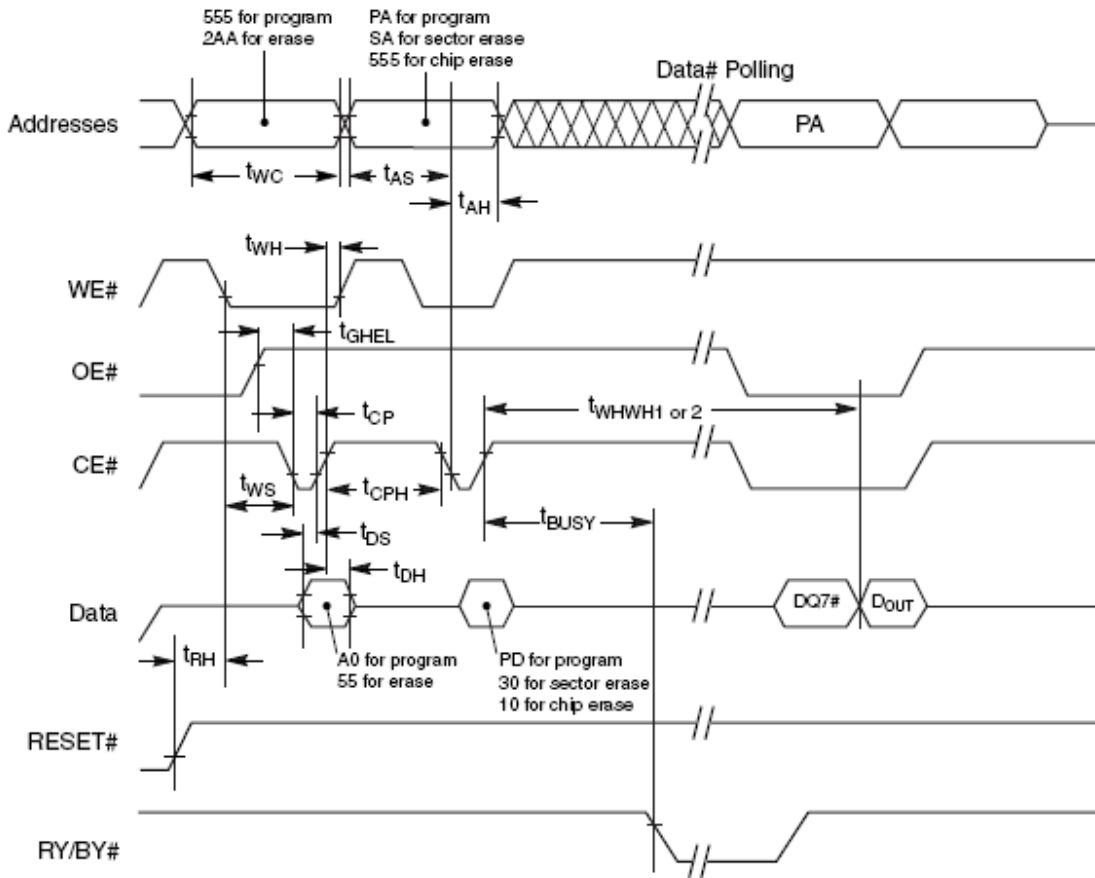 555 for program
2AA for erase
PA for program
SA for sector erase
555 for chip erase
Data# Polling
Addresses
PA
tWC
tAS
tAH
tWH
WE#
tGHEL
OE#
tWHWH1 or 2
tCP
CE#
tWS
tCPH
tBUSY
tDS
tDH
Data
DQ7#
DOUT
tRH
A0 for program
55 for erase
PD for program
30 for sector erase
10 for chip erase
RESET#
RY/BY#